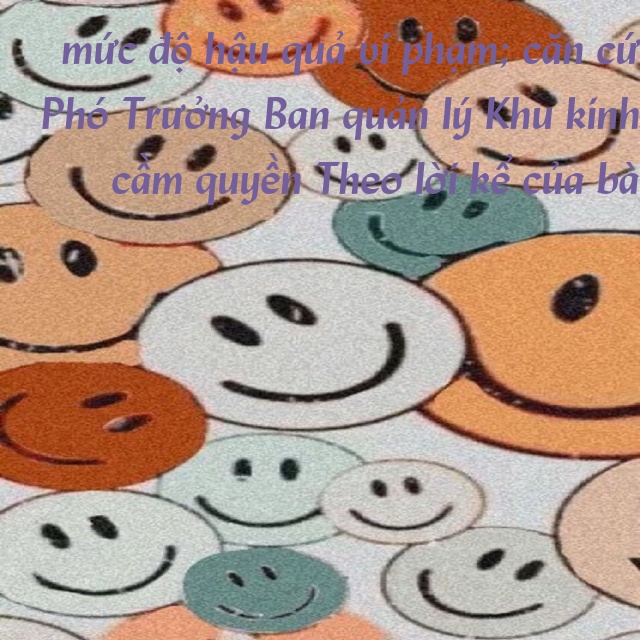 mức độ hậu quả vi phạm; căn cứ
Phó Trưởng Ban quản lý Khu kinh
cầm quyền Theo lời kể của bà